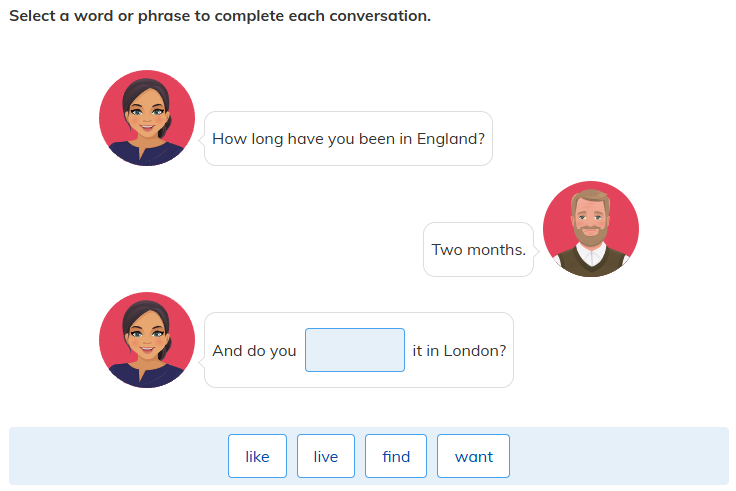 Select a word or phrase to complete each conversation.
How long have you been in England?
Two months.
And do you it in London?
like live find want